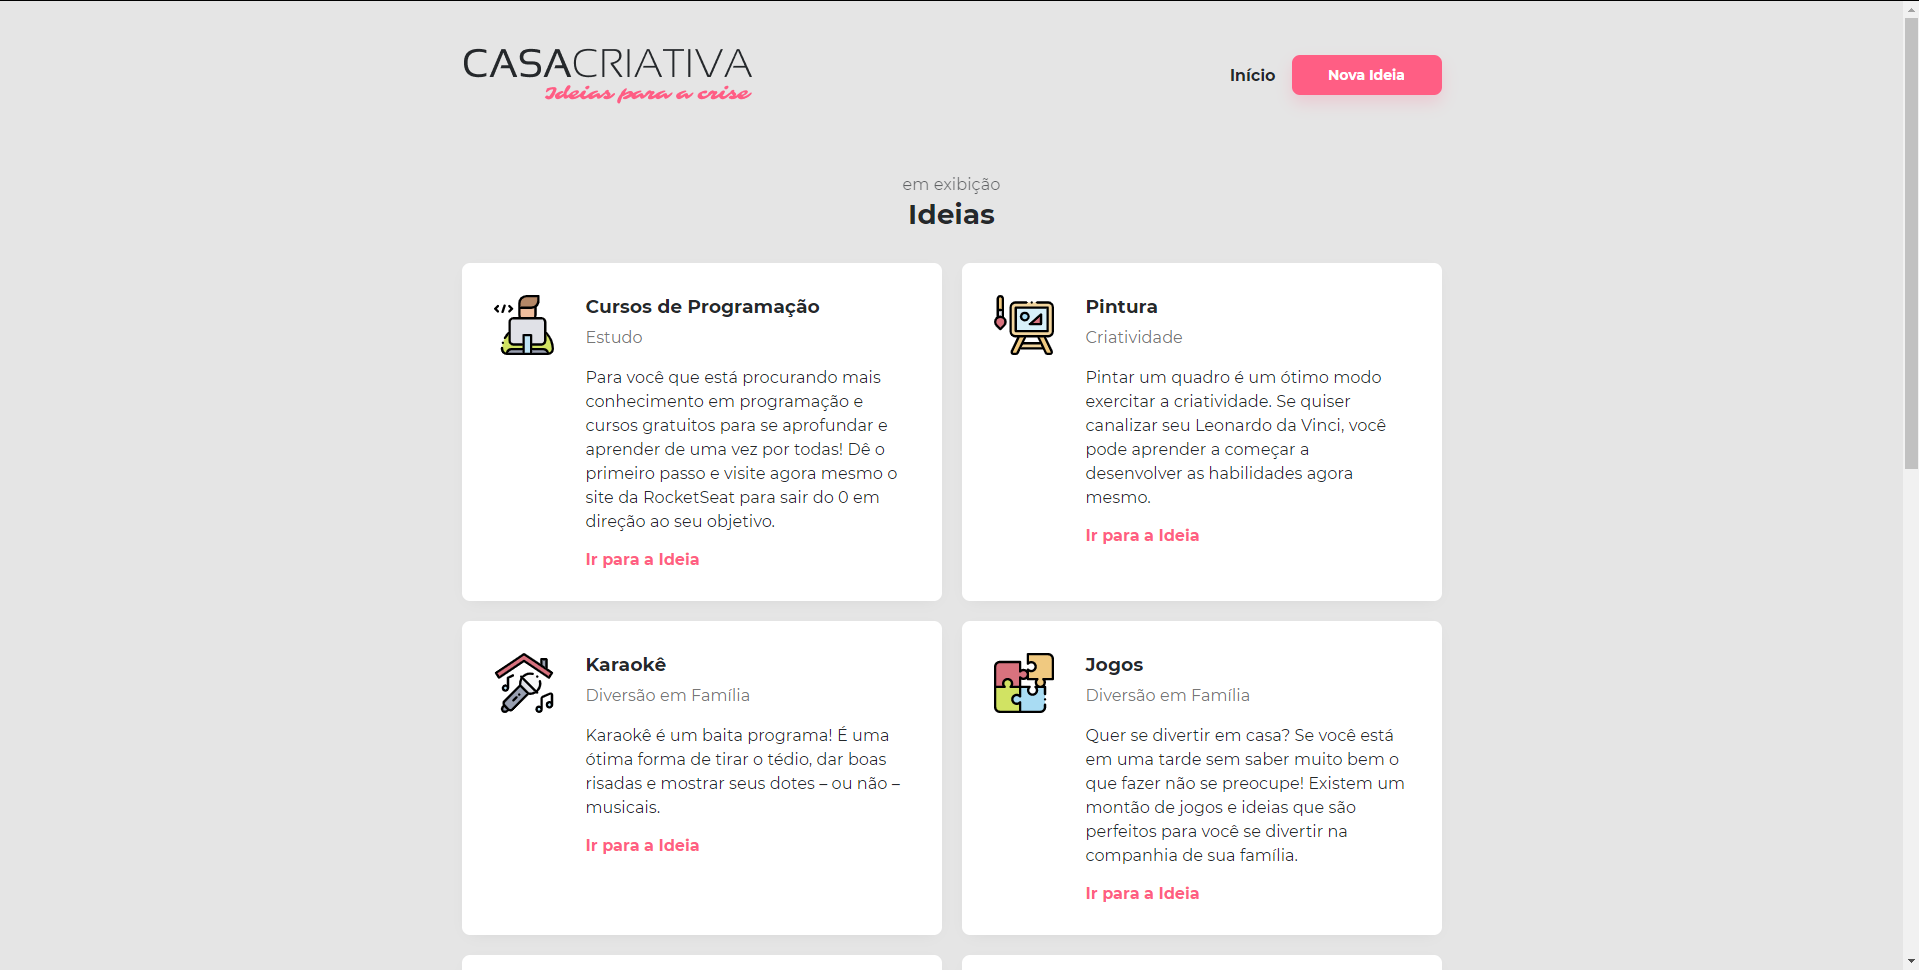 CASACRIATIVA
Ideias para a crise
Início
Nova Ideia
em exibição
Ideias
Cursos de Programação
Estudo
Para você que está procurando mais
conhecimento em programação e
cursos gratuitos para se aprofundar e
aprender de uma vez por todas! Dê o
primeiro passo e visite agora mesmo o
site da RocketSeat para sair do 0 em
direção ao seu objetivo.
Ir para a Ideia
Pintura
Criatividade
Pintar um quadro é um ótimo modo
exercitar a criatividade. Se quiser
canalizar seu Leonardo da Vinci, você
pode aprender a começar a
desenvolver as habilidades agora
mesmo.
Ir para a Ideia
Karaokê
Diversão em Família
Karaokê é um baita programa! É uma
ótima forma de tirar o tédio, dar boas
risadas e mostrar seus dotes – ou não –
musicais.
Ir para a Ideia
Jogos
Diversão em Família
Quer se divertir em casa? Se você está
em uma tarde sem saber muito bem o
que fazer não se preocupe! Existem um
montão de jogos e ideias que são
perfeitos para você se divertir na
companhia de sua família.
Ir para a Ideia